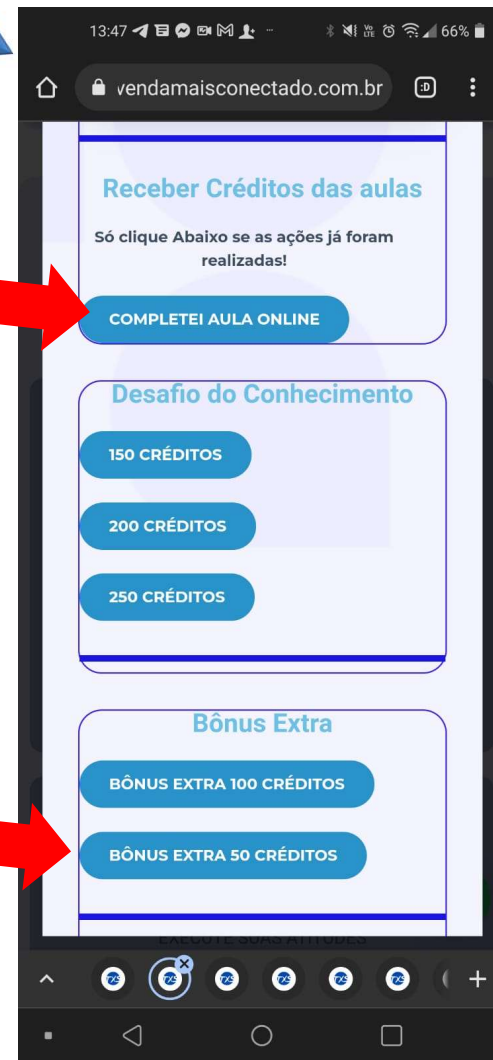 13:47 66%
vendamaisconectado.com.br :D
Receber Créditos das aulas
Só clique Abaixo se as ações já foram
realizadas!
COMPLETEI AULA ONLINE
Desafio do Conhecimento
150 CRÉDITOS
200 CRÉDITOS
250 CRÉDITOS
Bônus Extra
BÔNUS EXTRA 100 CRÉDITOS
BÔNUS EXTRA 50 CRÉDITOS
EXECUTE SUAS ATITUDES